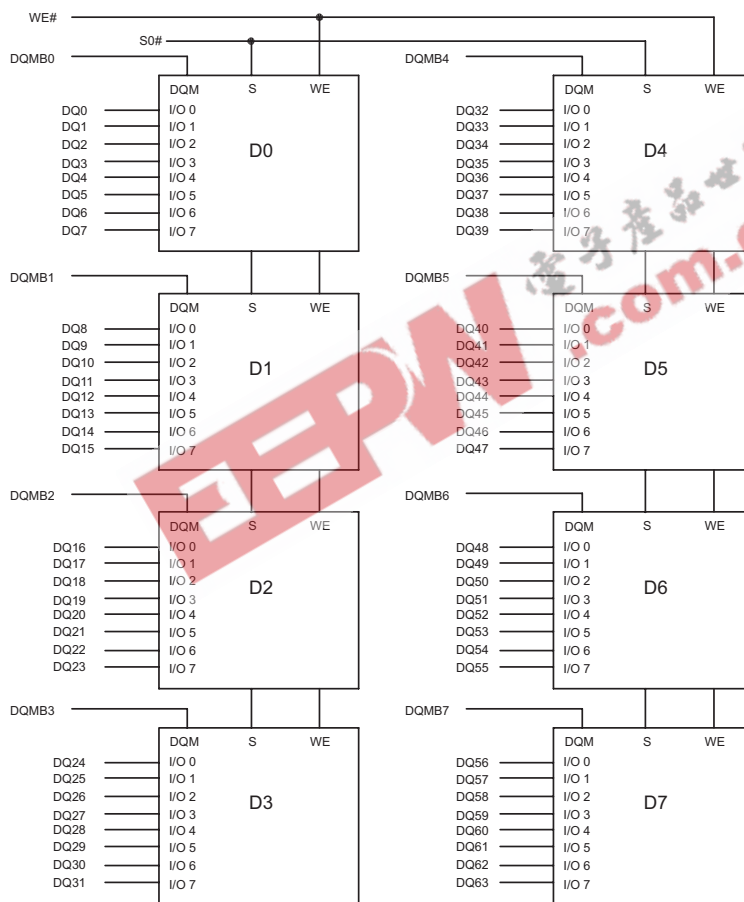 WE#
S0#
DQMB0
DQM S WE
DQ0 I/O 0
DQ1 I/O 1
DQ2 I/O 2
D0
DQ3 I/O 3
DQ4 I/O 4
DQ5 I/O 5
DQ6 I/O 6
DQ7 I/O 7
DQMB1
DQM S WE
DQ8 I/O 0
DQ9 I/O 1
DQ10 I/O 2
D1
DQ11 I/O 3
DQ12 I/O 4
DQ13 I/O 5
DQ14 I/O 6
DQ15 I/O 7
DQMB2
DQM S WE
DQ16 I/O 0
DQ17 I/O 1
DQ18 I/O 2
D2
DQ19 I/O 3
DQ20 I/O 4
DQ21 I/O 5
DQ22 I/O 6
DQ23 I/O 7
DQMB3
DQM S WE
DQ24 I/O 0
DQ25 I/O 1
DQ26 I/O 2
D3
DQ27 I/O 3
DQ28 I/O 4
DQ29 I/O 5
DQ30 I/O 6
DQ31 I/O 7
DQMB4
DQM S WE
DQ32 I/O 0
DQ33 I/O 1
DQ34 I/O 2
D4
DQ35 I/O 3
DQ36 I/O 4
DQ37 I/O 5
DQ38 I/O 6
DQ39 I/O 7
DQMB5
DQM S WE
DQ40 I/O 0
DQ41 I/O 1
DQ42 I/O 2
D5
DQ43 I/O 3
DQ44 I/O 4
DQ45 I/O 5
DQ46 I/O 6
DQ47 I/O 7
DQMB6
DQM S WE
DQ48 I/O 0
DQ49 I/O 1
DQ50 I/O 2
D6
DQ51 I/O 3
DQ52 I/O 4
DQ53 I/O 5
DQ54 I/O 6
DQ55 I/O 7
DQMB7
DQM S WE
DQ56 I/O 0
DQ57 I/O 1
DQ58 I/O 2
D7
DQ59 I/O 3
DQ60 I/O 4
DQ61 I/O 5
DQ62 I/O 6
DQ63 I/O 7
EEPW
.com.c
電子產品世